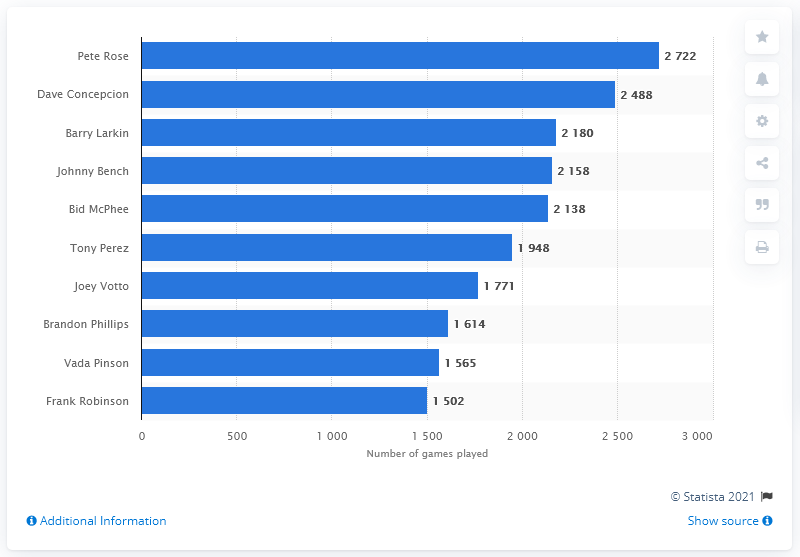 Pete Rose 2 722
Dave Concepcion 2 488
Barry Larkin 2 180
Johnny Bench 2 158
Bid McPhee 2 138
Tony Perez 1 948
Joey Votto 1 771
Brandon Phillips 1 614
Vada Pinson 1 565
Frank Robinson 1 502
0 500 1 000 1 500 2 000 2 500 3 000
Number of games played
© Statista 2021
Additional Information Show source